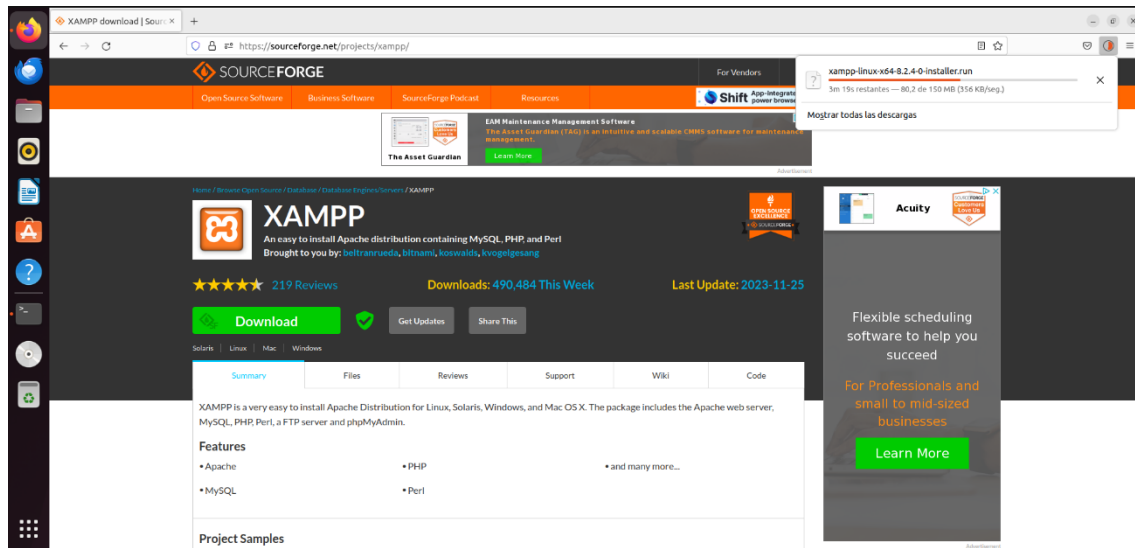 XAMPP download | Sourc
https://sourceforge.net/projects/xampp/
xampp-linux-x64-8.2.4-0-installer.run
3m 19s restantes — 80,2 de 150 MB (356 KB/seg.)
Mostrar todas las descargas
SOURCEFORGE
For Vendors
Open Source Software Business Software SourceForge Podcast Resources
Shift App-integrate
power browse
EAM Maintenance Management Software
The Asset Guardian (TAG) is an intuitive and scalable CMMS software for maintenance
management.
The Asset Guardian
Learn More
Advertisement
Home / Browse Open Source / Database / Database Engines/Servers / XAMPP
XAMPP
An easy to install Apache distribution containing MySQL, PHP, and Perl
Brought to you by: beltranrueda, bitnami, koswalds, kvogelgesang
OPEN SOURCE
EXCELLENCE
SOURCEFORGE
219 Reviews
Downloads: 490,484 This Week
Last Update: 2023-11-25
Download
Get Updates
Share This
Solaris | Linux | Mac | Windows
Summary Files Reviews Support Wiki Code
XAMPP is a very easy to install Apache Distribution for Linux, Solaris, Windows, and Mac OS X. The package includes the Apache web server,
MySQL, PHP, Perl, a FTP server and phpMyAdmin.
Features
• Apache
• PHP
• and many more...
• MySQL
• Perl
Project Samples
Acuity
Customers
Love Us
Flexible scheduling
software to help you
succeed
For Professionals and
small to mid-sized
businesses
Learn More
Advertisement